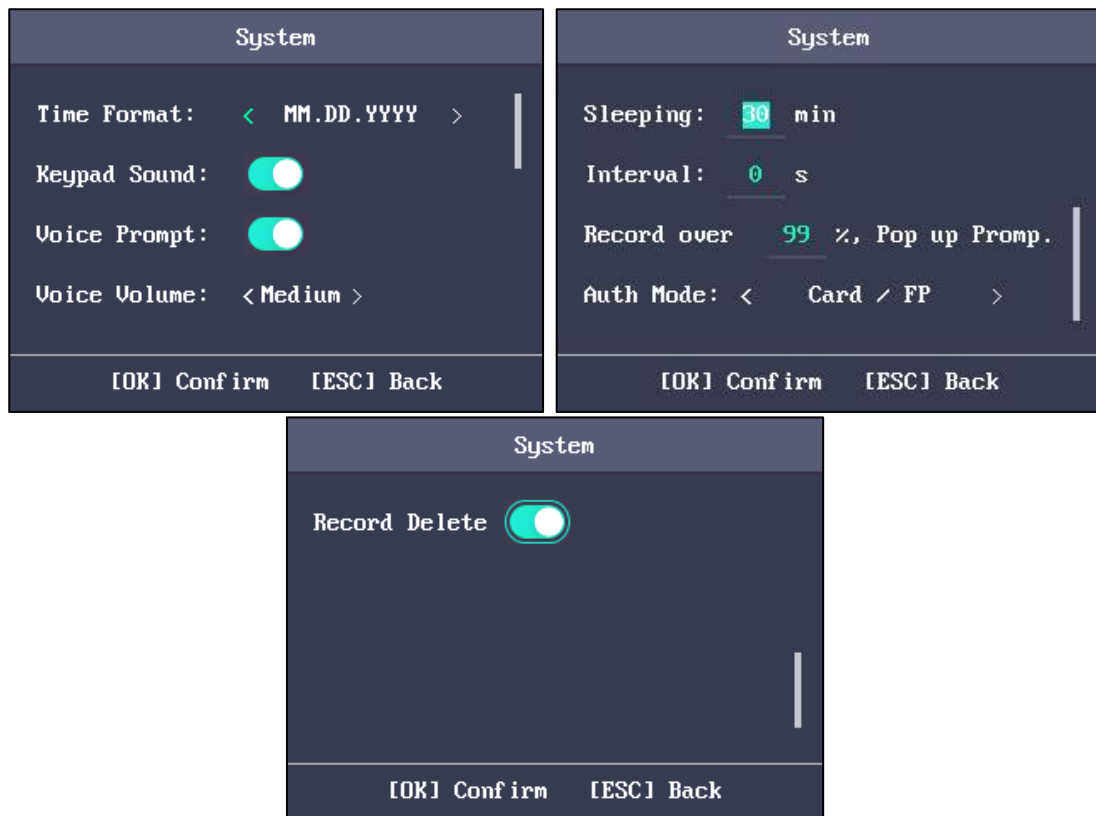 System
Time Format: < MM.DD.YYYY >
Keypad Sound:
Voice Prompt:
Voice Volume: <Medium>
[OK] Confirm [ESC] Back
System
Sleeping: 30 min
Interval: 0 s
Record over 99 %, Pop up Promp.
Auth Mode: < Card / FP >
[OK] Confirm [ESC] Back
System
Record Delete
[OK] Confirm [ESC] Back